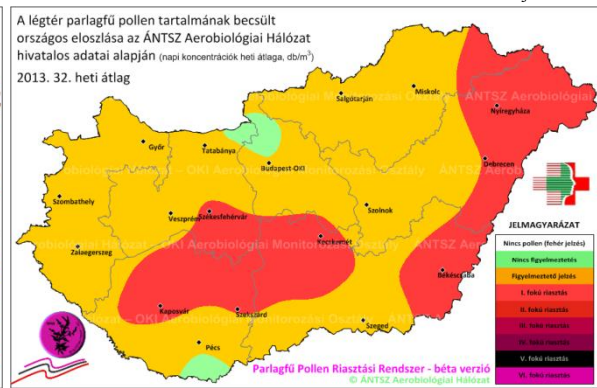 A légtér parlagfű pollen tartalmának becsült
országos eloszlása az ÁNTSZ Aerobiológiai Hálózat
hivatalos adatai alapján (napi koncentrációk heti átlaga, db/m³)
2013. 32. heti átlag
Salgótarján
Miskolc
Nyíregyháza
Győr
Tatabánya
Budapest-OKI
Debrecen
Szombathely
Veszprém
Székesfehérvár
Szolnok
Zalaegerszeg
Kecskemét
Békéscsaba
Kaposvár
Szekszárd
Szeged
Pécs
JELMAGYARÁZAT
Nincs pollen (fehér jelzés)
Nincs figyelmeztetés
Figyelmeztető jelzés
I. fokú riasztás
II. fokú riasztás
III. fokú riasztás
IV. fokú riasztás
V. fokú riasztás
VI. fokú riasztás
Parlagfű Pollen Riasztási Rendszer - béta verzió
© ÁNTSZ Aerobiológiai Hálózat